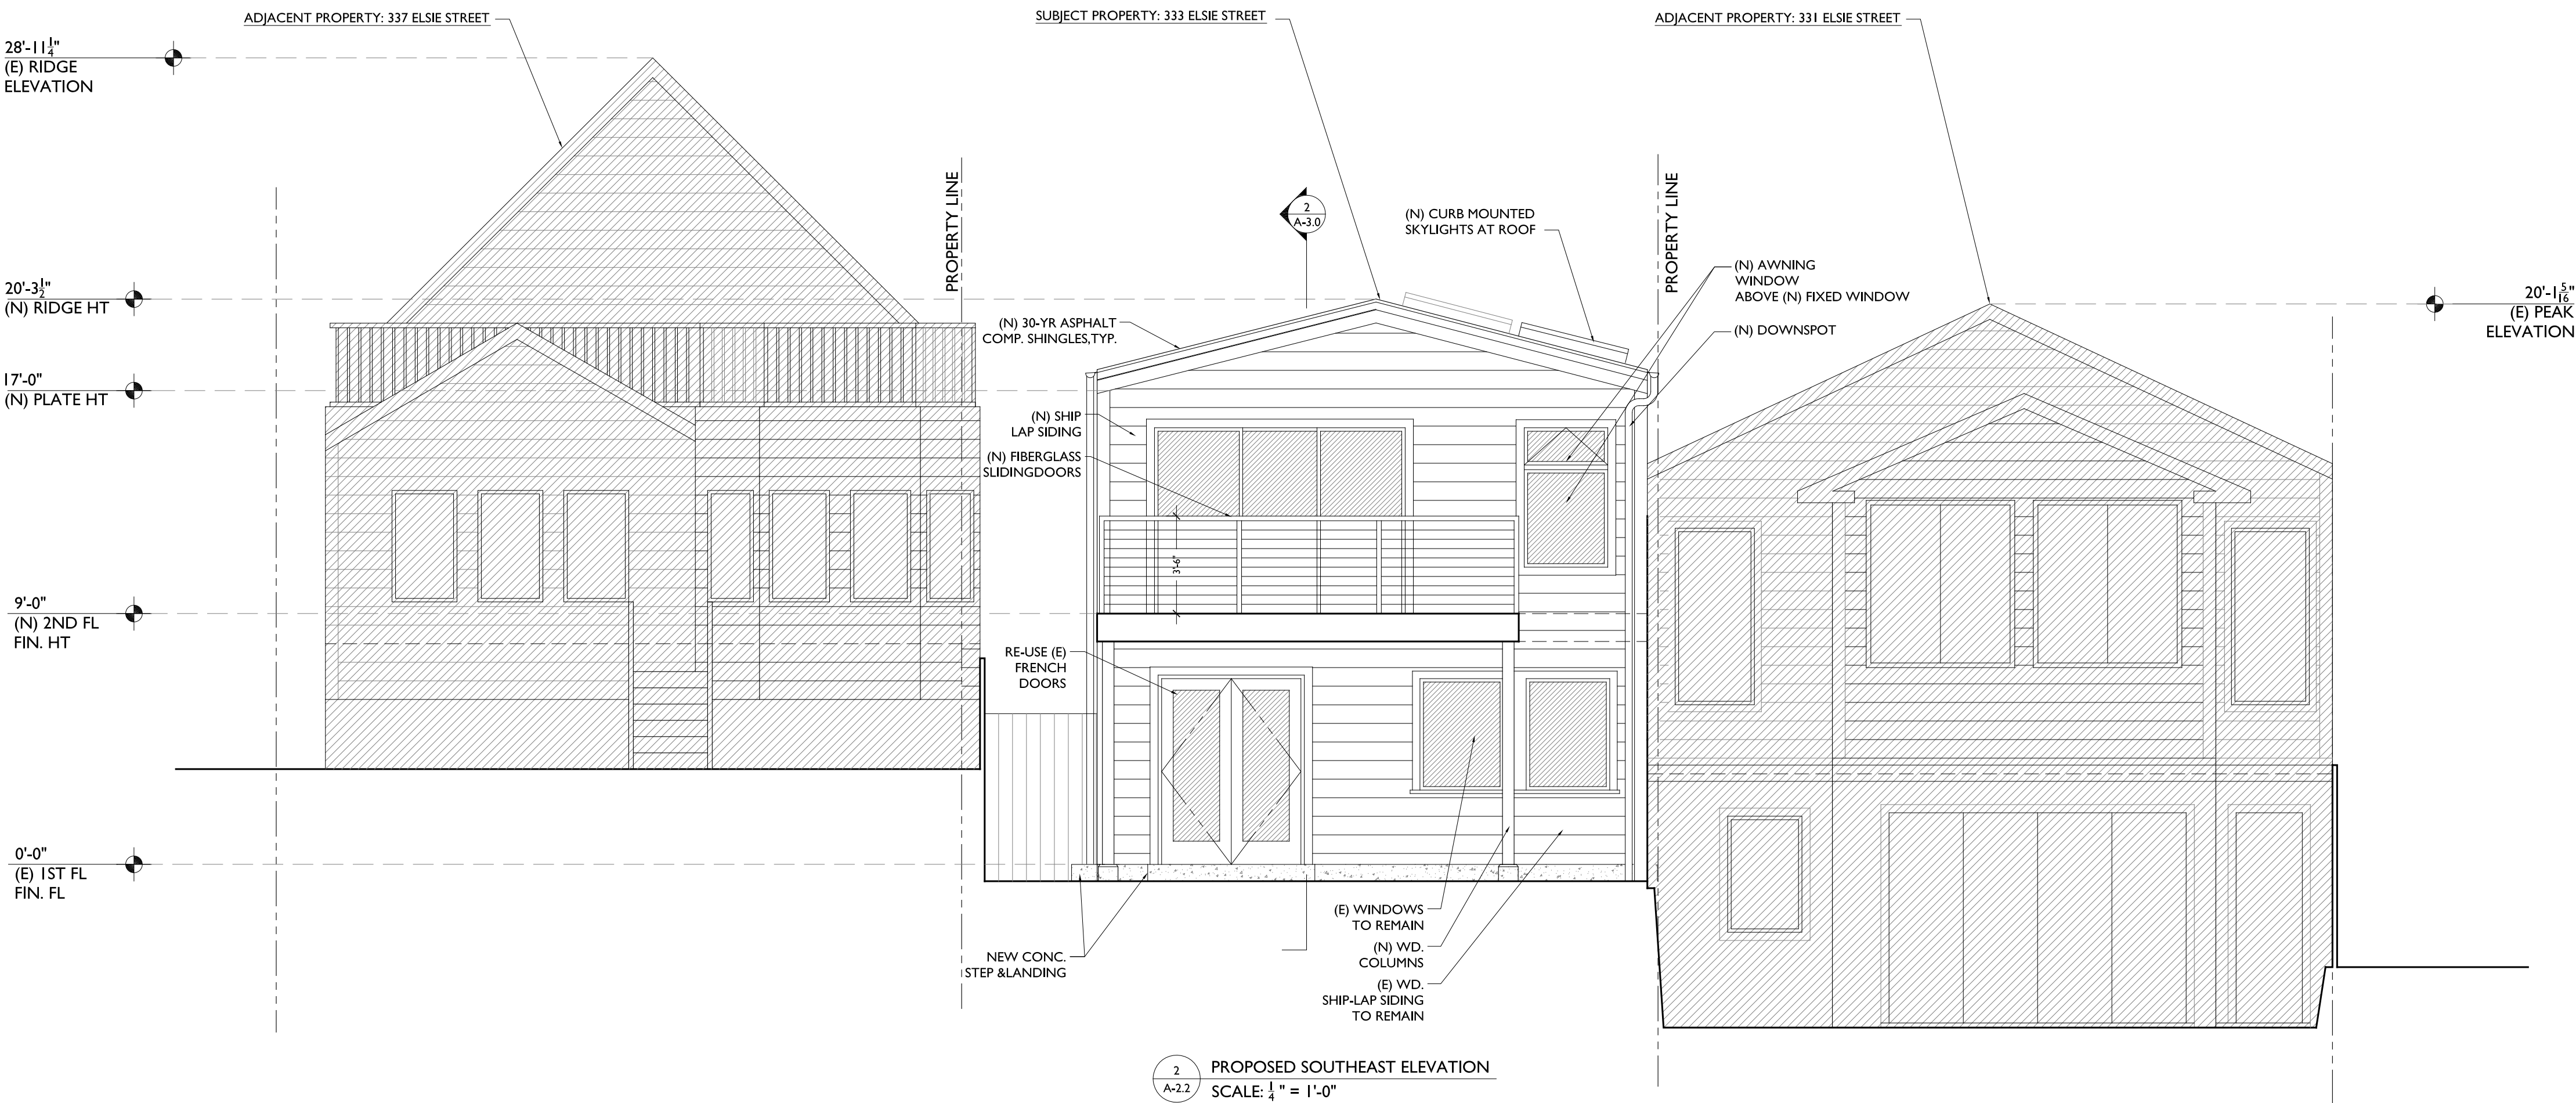 ADJACENT PROPERTY: 337 ELSIE STREET
SUBJECT PROPERTY: 333 ELSIE STREET
ADJACENT PROPERTY: 331 ELSIE STREET
28'-11 1/4"
(E) RIDGE
ELEVATION
20'-3 1/2"
(N) RIDGE HT
17'-0"
(N) PLATE HT
9'-0"
(N) 2ND FL
FIN. HT
0'-0"
(E) 1ST FL
FIN. FL
PROPERTY LINE
2
A-3.0
(N) CURB MOUNTED
SKYLIGHTS AT ROOF
PROPERTY LINE
(N) AWNING
WINDOW
ABOVE (N) FIXED WINDOW
(N) DOWNSPOT
20'-1 5/16"
(E) PEAK
ELEVATION
(N) 30-YR ASPHALT
COMP. SHINGLES,TYP.
(N) SHIP
LAP SIDING
(N) FIBERGLASS
SLIDINGDOORS
3'-6"
RE-USE (E)
FRENCH
DOORS
NEW CONC.
STEP &LANDING
(E) WINDOWS
TO REMAIN
(N) WD.
COLUMNS
(E) WD.
SHIP-LAP SIDING
TO REMAIN
2
A-2.2
PROPOSED SOUTHEAST ELEVATION
SCALE: 1/4 " = 1'-0"